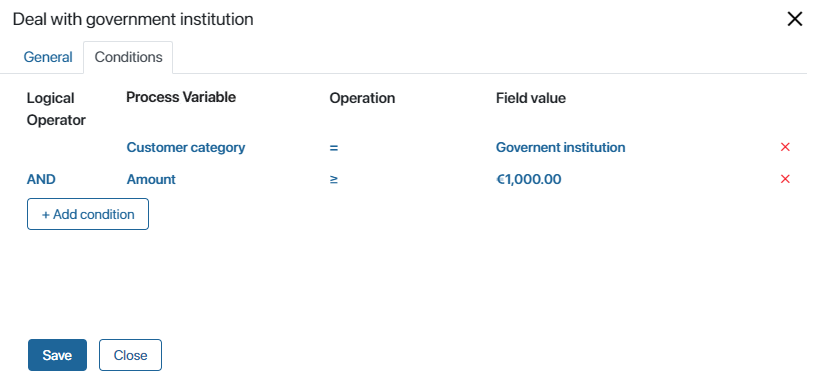 Deal with government institution
General Conditions
Logical Operator Process Variable Operation Field value
Customer category = Governent institution
AND Amount ≥ €1,000.00
+ Add condition
Save Close